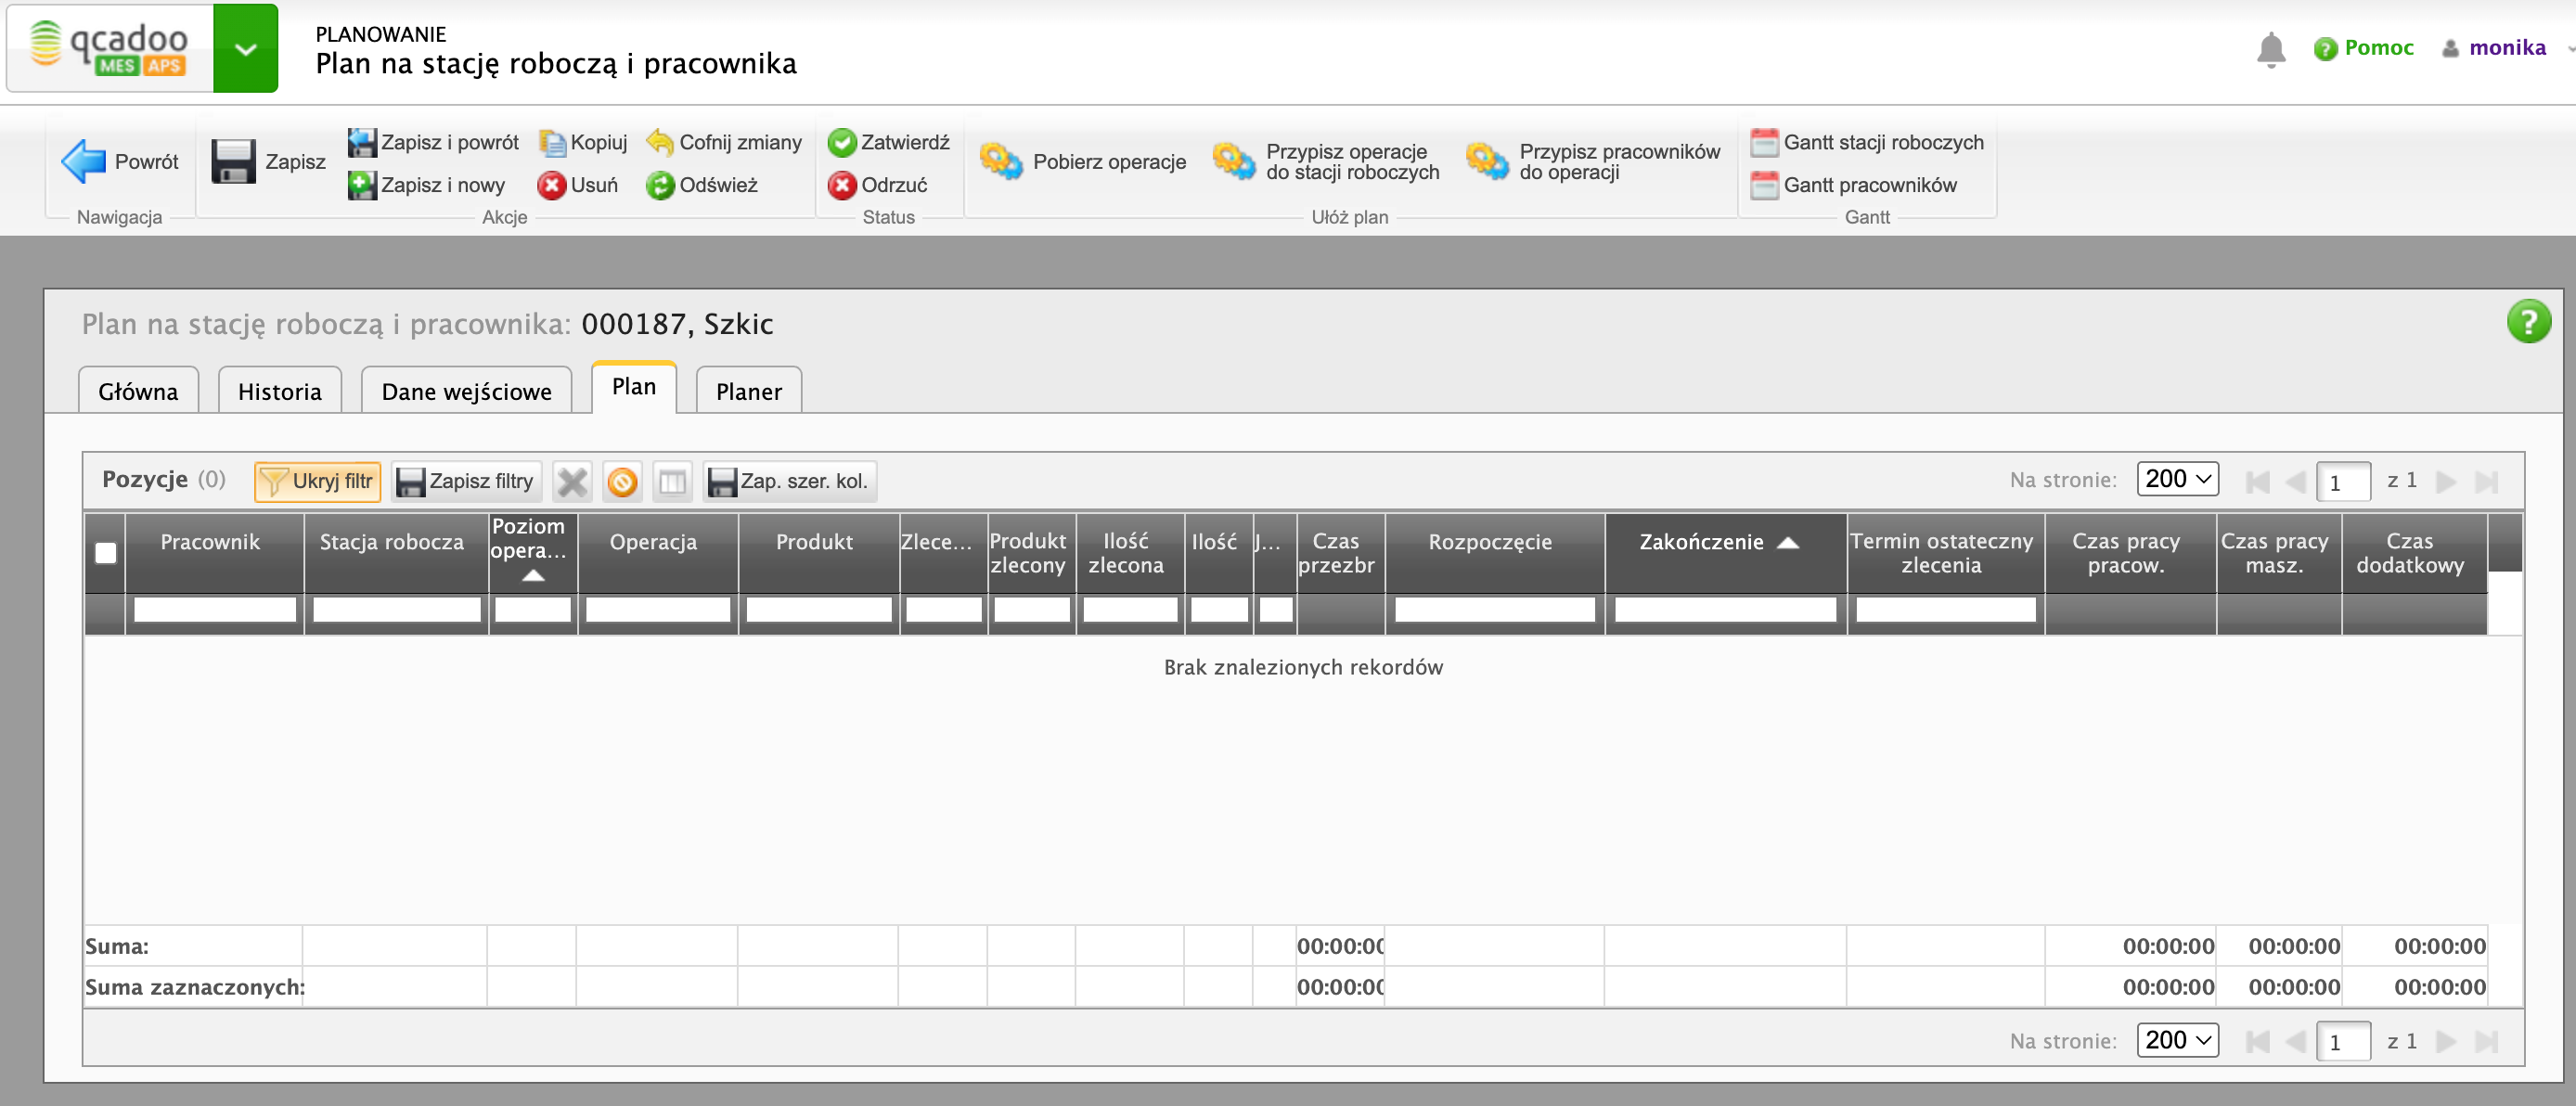 qcadoo
MES APS
PLANOWANIE
Plan na stację roboczą i pracownika
Pomoc
monika
Powrót
Nawigacja
Zapisz
Zapisz i powrót
Kopiuj
Cofnij zmiany
Zapisz i nowy
Usuń
Odśwież
Akcje
Zatwierdź
Odrzuć
Status
Pobierz operacje
Przypisz operacje
do stacji roboczych
Przypisz pracowników
do operacji
Ułóż plan
Gantt stacji roboczych
Gantt pracowników
Gantt
Plan na stację roboczą i pracownika: 000187, Szkic
?
Główna
Historia
Dane wejściowe
Plan
Planer
Pozycje (0)
Ukryj filtr
Zapisz filtry
Zap. szer. kol.
Na stronie: 200
1 z 1
Pracownik
Stacja robocza
Poziom
opera...
Operacja
Produkt
Zlece...
Produkt
zlecony
Ilość
zlecona
Ilość
J...
Czas
przezbr
Rozpoczęcie
Zakończenie
Termin ostateczny
zlecenia
Czas pracy
pracow.
Czas pracy
masz.
Czas
dodatkowy
Brak znalezionych rekordów
Suma: 00:00:00 00:00:00 00:00:00 00:00:00
Suma zaznaczonych: 00:00:00 00:00:00 00:00:00 00:00:00
Na stronie: 200
1 z 1